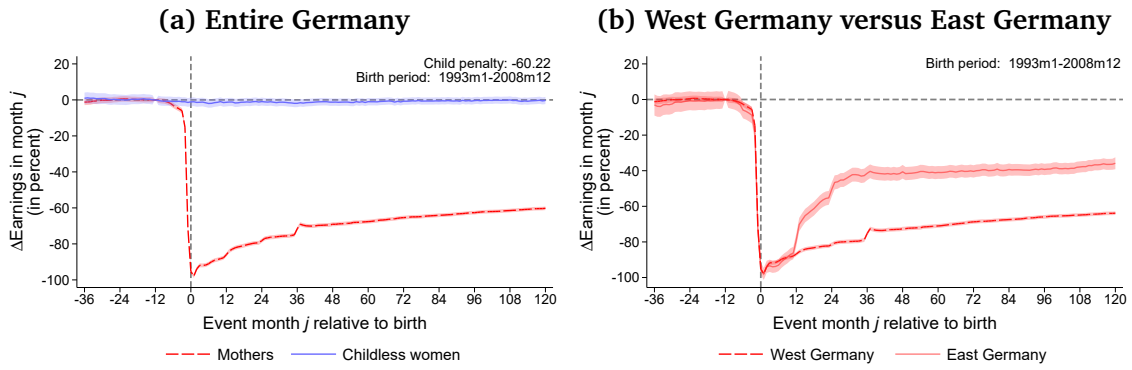 (a) Entire Germany
Child penalty: -60.22
Birth period: 1993m1-2008m12
ΔEarnings in month j
(in percent)
20
0
-20
-40
-60
-80
-100
-36 -24 -12 0 12 24 36 48 60 72 84 96 108 120
Event month j relative to birth
Mothers Childless women
(b) West Germany versus East Germany
Birth period: 1993m1-2008m12
ΔEarnings in month j
(in percent)
20
0
-20
-40
-60
-80
-100
-36 -24 -12 0 12 24 36 48 60 72 84 96 108 120
Event month j relative to birth
West Germany East Germany